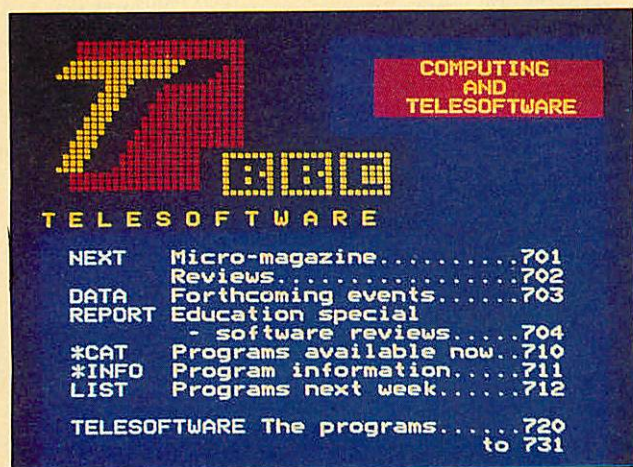 COMPUTING
AND
TELESOFTWARE
T
BBC
TELESOFTWARE
NEXT Micro-magazine..........701
Reviews.................702
DATA Forthcoming events......703
REPORT Education special
- software reviews.....704
*CAT Programs available now..710
*INFO Program information.....711
LIST Programs next week......712
TELESOFTWARE The programs......720
to 731